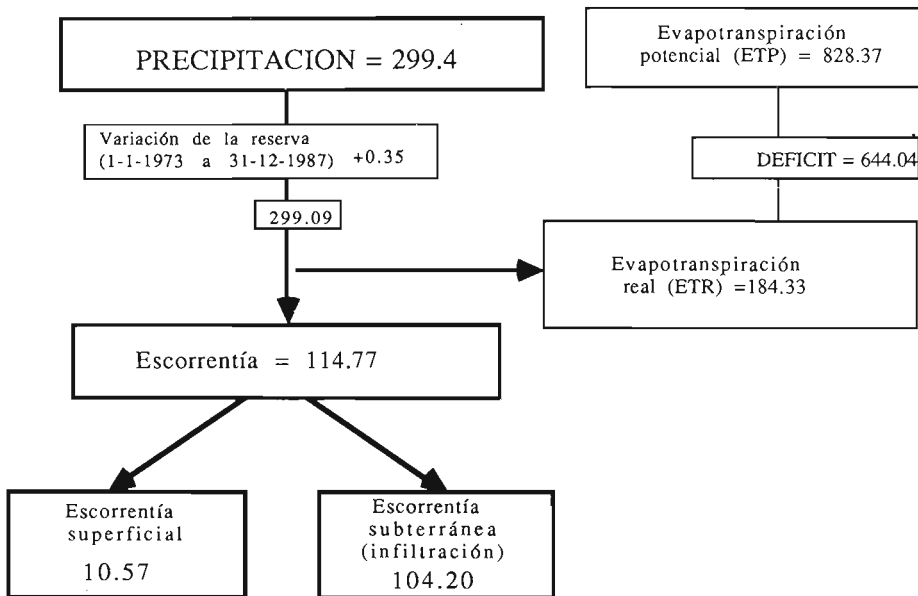 PRECIPITACION = 299.4
Evapotranspiración
potencial (ETP) = 828.37
Variación de la reserva
(1-1-1973 a 31-12-1987) +0.35
DEFICIT = 644.04
299.09
Evapotranspiración
real (ETR) =184.33
Escorrentía = 114.77
Escorrentía
superficial
10.57
Escorrentía
subterránea
(infiltración)
104.20